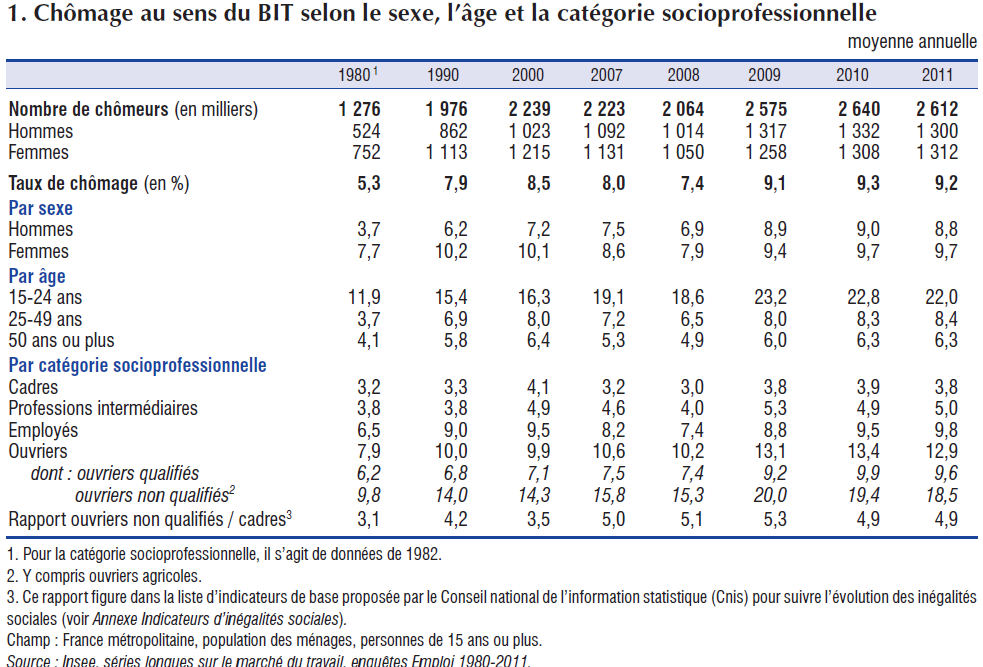 1. Chômage au sens du BIT selon le sexe, l'âge et la catégorie socioprofessionnelle
moyenne annuelle
1980 1 1990 2000 2007 2008 2009 2010 2011
Nombre de chômeurs (en milliers) 1 276 1 976 2 239 2 223 2 064 2 575 2 640 2 612
Hommes 524 862 1 023 1 092 1 014 1 317 1 332 1 300
Femmes 752 1 113 1 215 1 131 1 050 1 258 1 308 1 312
Taux de chômage (en %) 5,3 7,9 8,5 8,0 7,4 9,1 9,3 9,2
Par sexe
Hommes 3,7 6,2 7,2 7,5 6,9 8,9 9,0 8,8
Femmes 7,7 10,2 10,1 8,6 7,9 9,4 9,7 9,7
Par âge
15-24 ans 11,9 15,4 16,3 19,1 18,6 23,2 22,8 22,0
25-49 ans 3,7 6,9 8,0 7,2 6,5 8,0 8,3 8,4
50 ans ou plus 4,1 5,8 6,4 5,3 4,9 6,0 6,3 6,3
Par catégorie socioprofessionnelle
Cadres 3,2 3,3 4,1 3,2 3,0 3,8 3,9 3,8
Professions intermédiaires 3,8 3,8 4,9 4,6 4,0 5,3 4,9 5,0
Employés 6,5 9,0 9,5 8,2 7,4 8,8 9,5 9,8
Ouvriers 7,9 10,0 9,9 10,6 10,2 13,1 13,4 12,9
dont : ouvriers qualifiés 6,2 6,8 7,1 7,5 7,4 9,2 9,9 9,6
ouvriers non qualifiés2 9,8 14,0 14,3 15,8 15,3 20,0 19,4 18,5
Rapport ouvriers non qualifiés / cadres3 3,1 4,2 3,5 5,0 5,1 5,3 4,9 4,9
1. Pour la catégorie socioprofessionnelle, il s'agit de données de 1982.
2. Y compris ouvriers agricoles.
3. Ce rapport figure dans la liste d'indicateurs de base proposée par le Conseil national de l'information statistique (Cnis) pour suivre l'évolution des inégalités
sociales (voir Annexe Indicateurs d'inégalités sociales).
Champ : France métropolitaine, population des ménages, personnes de 15 ans ou plus.
Source : Insee, séries longues sur le marché du travail, enquêtes Emploi 1980-2011.